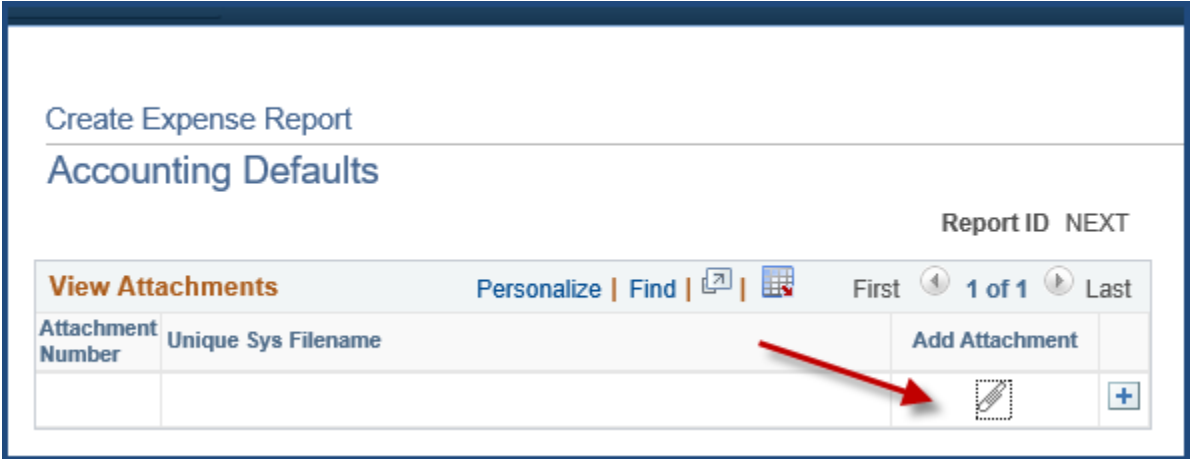 Create Expense Report
Accounting Defaults
Report ID NEXT
View Attachments Personalize | Find | | First 1 of 1 Last
Attachment Number Unique Sys Filename Add Attachment